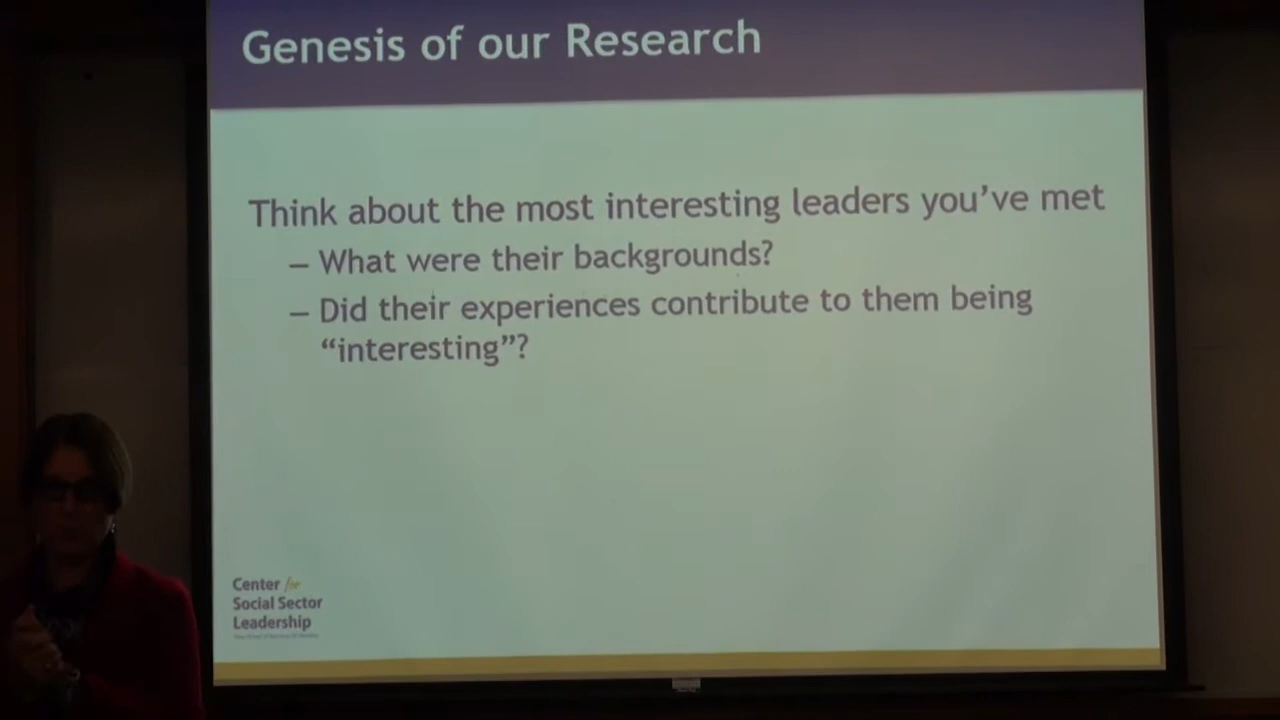 Genesis of our Research
Think about the most interesting leaders you’ve met
– What were their backgrounds?
– Did their experiences contribute to them being
“interesting”?
Center for
Social Sector
Leadership